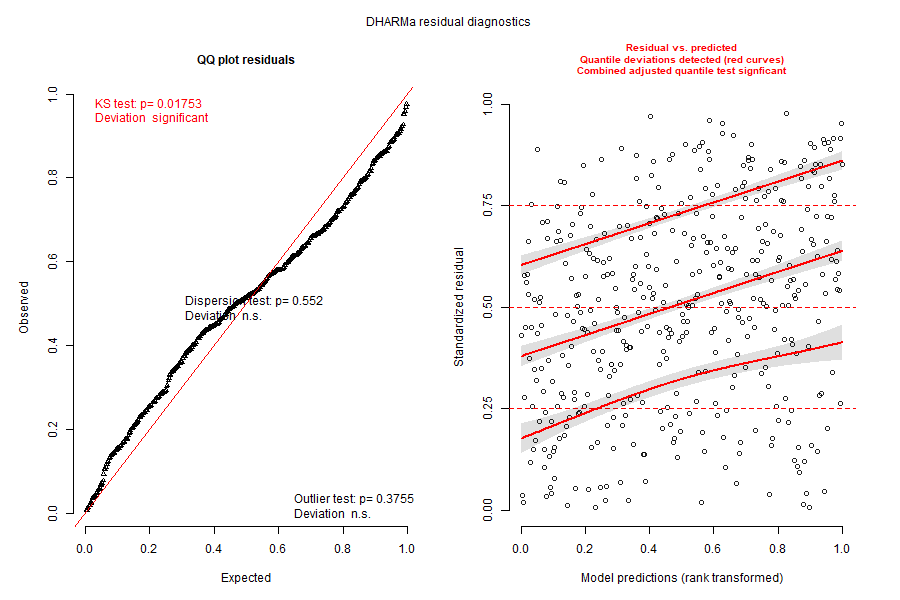 DHARMa residual diagnostics
QQ plot residuals
KS test: p= 0.01753
Deviation significant
Dispersion test: p= 0.552
Deviation n.s.
Outlier test: p= 0.3755
Deviation n.s.
Observed
0.0
0.2
0.4
0.6
0.8
1.0
0.0
0.2
0.4
0.6
0.8
1.0
Expected
Residual vs. predicted
Quantile deviations detected (red curves)
Combined adjusted quantile test signficant
Standardized residual
0.00
0.25
0.50
0.75
1.00
0.0
0.2
0.4
0.6
0.8
1.0
Model predictions (rank transformed)